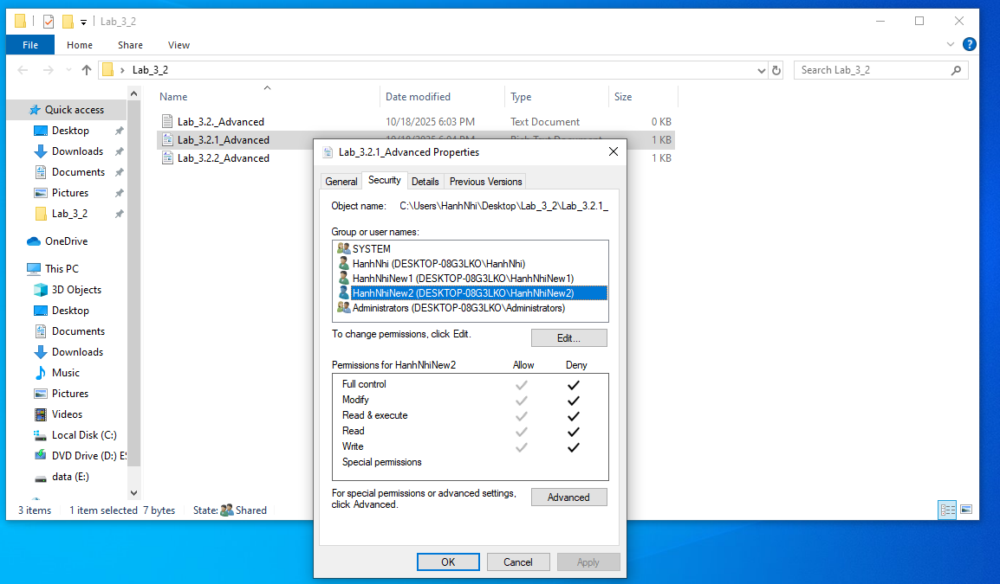 Lab_3_2
File Home Share View
Lab_3_2
Search Lab_3_2
Name Date modified Type Size
Quick access
Desktop
Downloads
Documents
Pictures
Lab_3_2
OneDrive
This PC
3D Objects
Desktop
Documents
Downloads
Music
Pictures
Videos
Local Disk (C:)
DVD Drive (D:) ES
data (E:)
Lab_3.2._Advanced 10/18/2025 6:03 PM Text Document 0 KB
Lab_3.2.1_Advanced 10/18/2025 6:04 PM Rich Text Document 1 KB
Lab_3.2.2_Advanced 1 KB
Lab_3.2.1_Advanced Properties
General Security Details Previous Versions
Object name: C:\Users\HanhNhi\Desktop\Lab_3_2\Lab_3.2.1_
Group or user names:
SYSTEM
HanhNhi (DESKTOP-08G3LKO\HanhNhi)
HanhNhiNew1 (DESKTOP-08G3LKO\HanhNhiNew1)
HanhNhiNew2 (DESKTOP-08G3LKO\HanhNhiNew2)
Administrators (DESKTOP-08G3LKO\Administrators)
To change permissions, click Edit. Edit...
Permissions for HanhNhiNew2 Allow Deny
Full control
Modify
Read & execute
Read
Write
Special permissions
For special permissions or advanced settings,
click Advanced.
Advanced
OK Cancel Apply
3 items 1 item selected 7 bytes State: Shared